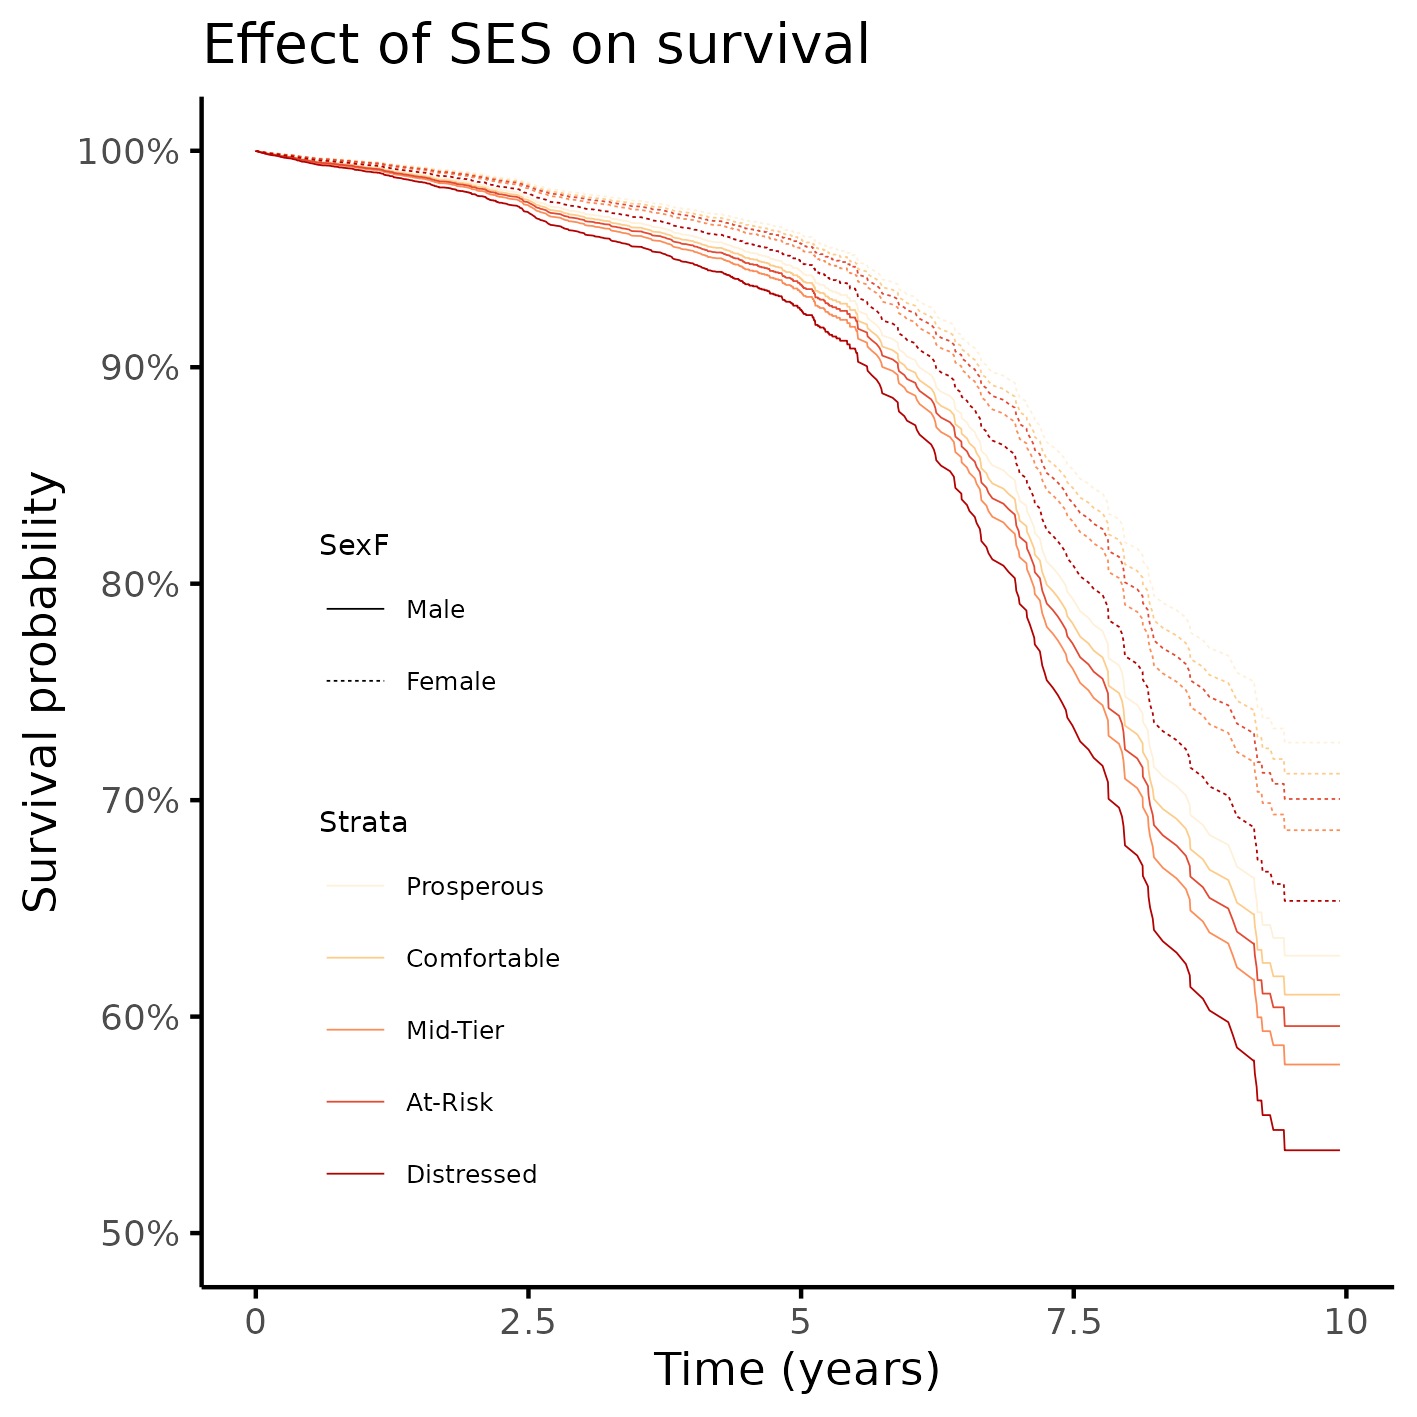 Effect of SES on survival
100%
90%
80%
70%
60%
50%
Survival probability
SexF
Male
Female
Strata
Prosperous
Comfortable
Mid-Tier
At-Risk
Distressed
0 2.5 5 7.5 10
Time (years)